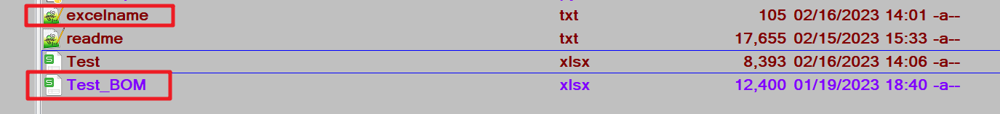 excelname txt 105 02/16/2023 14:01 -a--
readme txt 17,655 02/15/2023 15:33 -a--
Test xlsx 8,393 02/16/2023 14:06 -a--
Test_BOM xlsx 12,400 01/19/2023 18:40 -a--